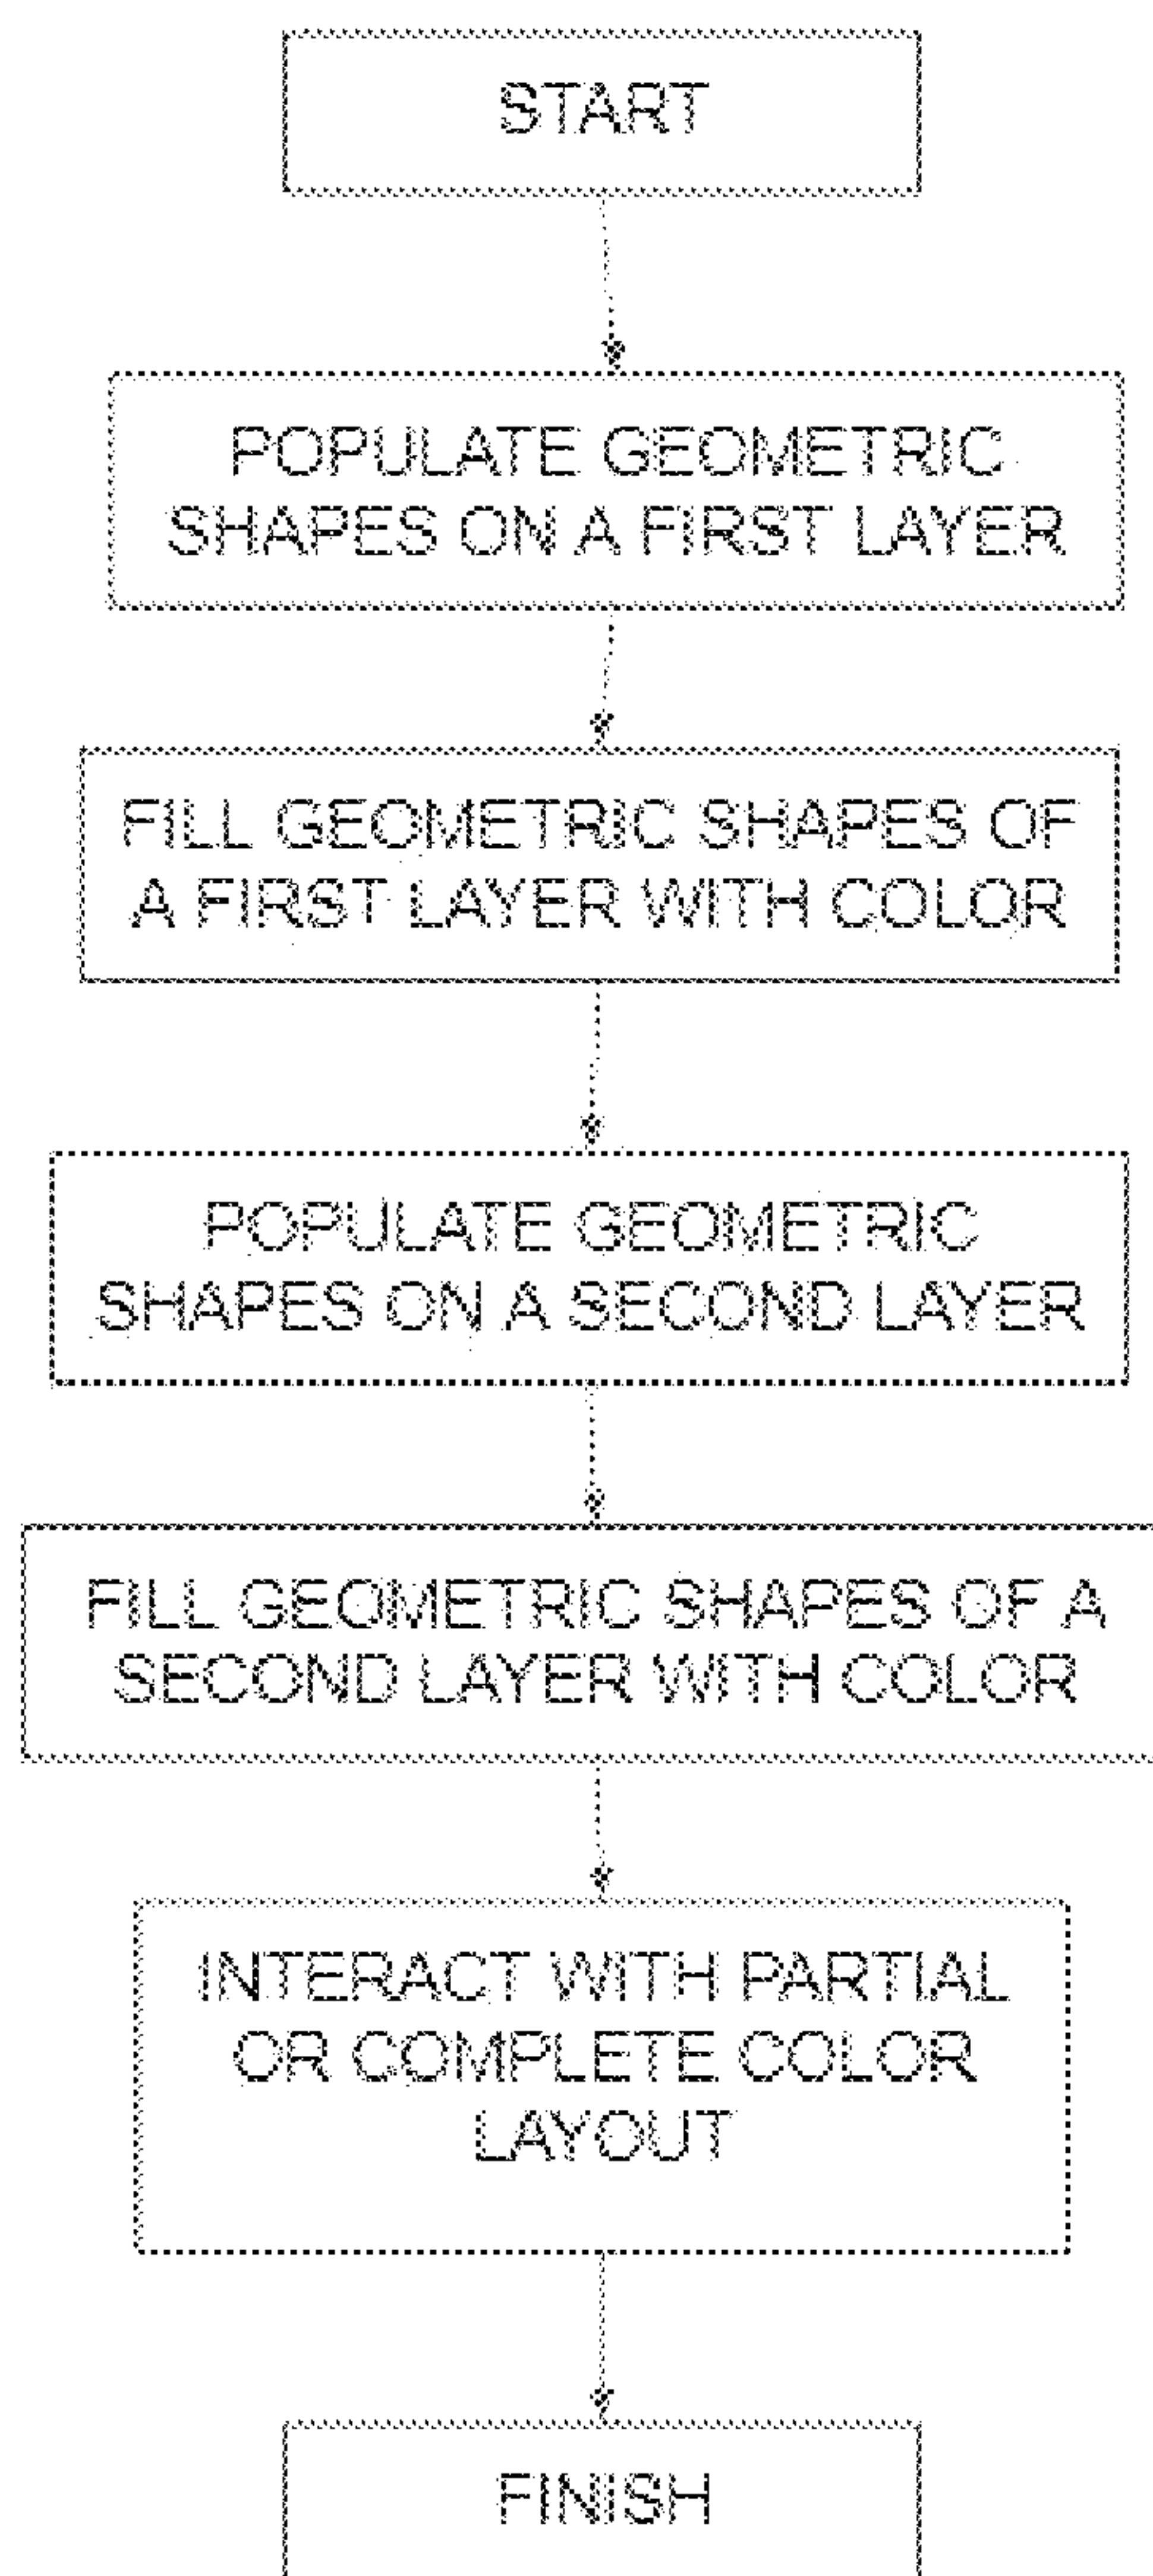 START
POPULATE GEOMETRIC
SHAPES ON A FIRST LAYER
FILL GEOMETRIC SHAPES OF
A FIRST LAYER WITH COLOR
POPULATE GEOMETRIC
SHAPES ON A SECOND LAYER
FILL GEOMETRIC SHAPES OF A
SECOND LAYER WITH COLOR
INTERACT WITH PARTIAL
OR COMPLETE COLOR
LAYOUT
FINISH